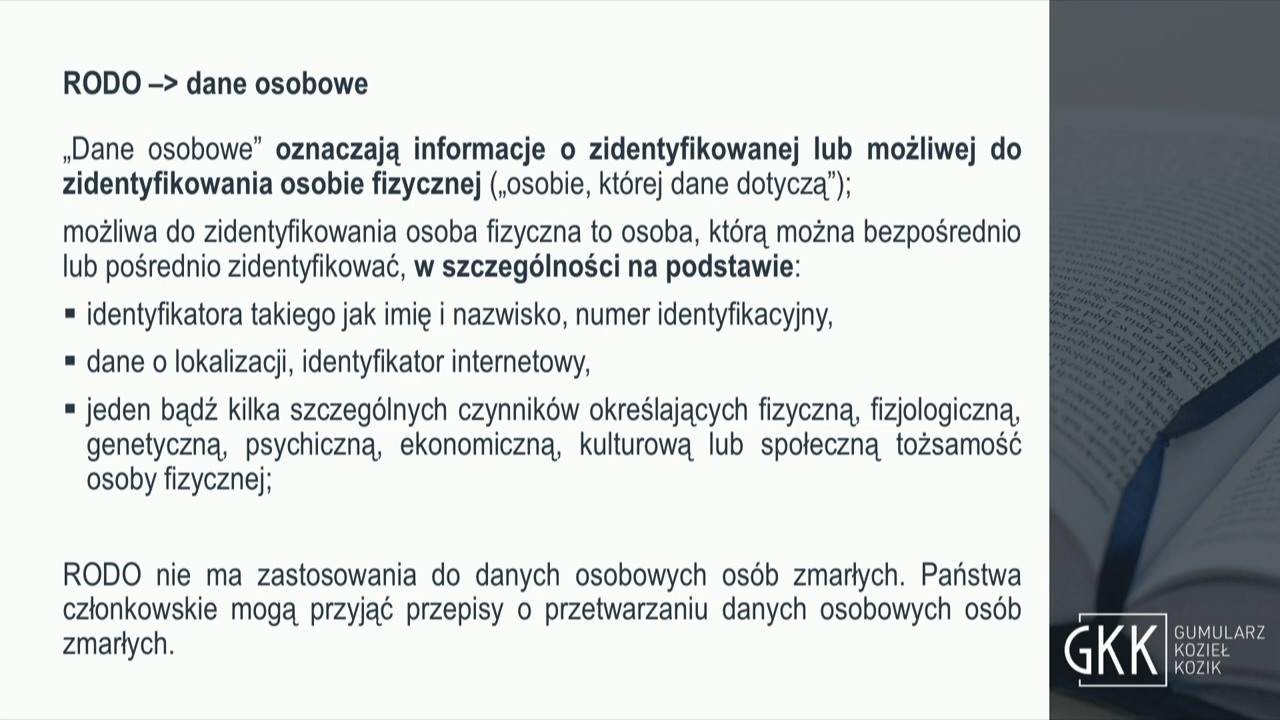 RODO –> dane osobowe
„Dane osobowe” oznaczają informacje o zidentyfikowanej lub możliwej do
zidentyfikowania osobie fizycznej („osobie, której dane dotyczą”);
możliwa do zidentyfikowania osoba fizyczna to osoba, którą można bezpośrednio
lub pośrednio zidentyfikować, w szczególności na podstawie:
▪ identyfikatora takiego jak imię i nazwisko, numer identyfikacyjny,
▪ dane o lokalizacji, identyfikator internetowy,
▪ jeden bądź kilka szczególnych czynników określających fizyczną, fizjologiczną,
genetyczną, psychiczną, ekonomiczną, kulturową lub społeczną tożsamość
osoby fizycznej;
RODO nie ma zastosowania do danych osobowych osób zmarłych. Państwa
członkowskie mogą przyjąć przepisy o przetwarzaniu danych osobowych osób
zmarłych.
GKK
GUMULARZ
KOZIEŁ
KOZIK